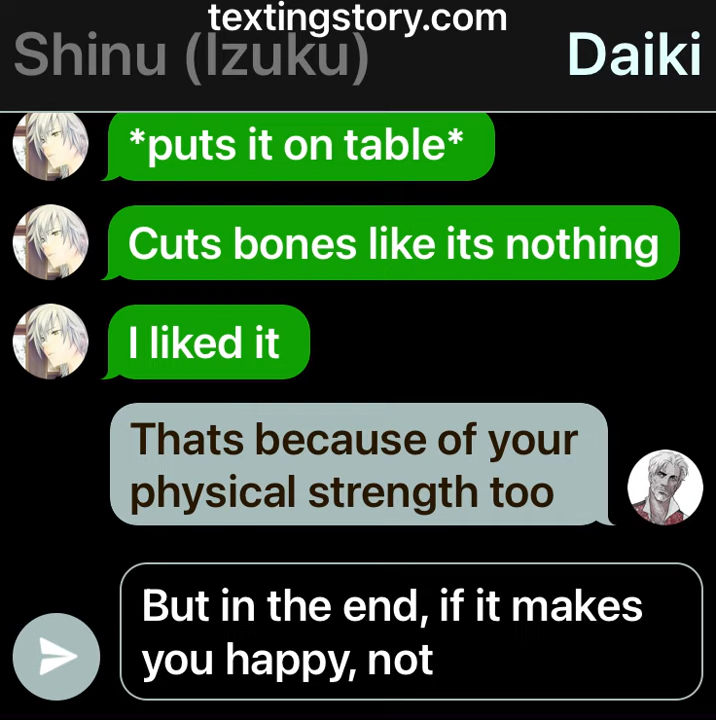 textingstory.com
Shinu (Izuku)
Daiki
*puts it on table*
Cuts bones like its nothing
I liked it
Thats because of your
physical strength too
But in the end, if it makes
you happy, not